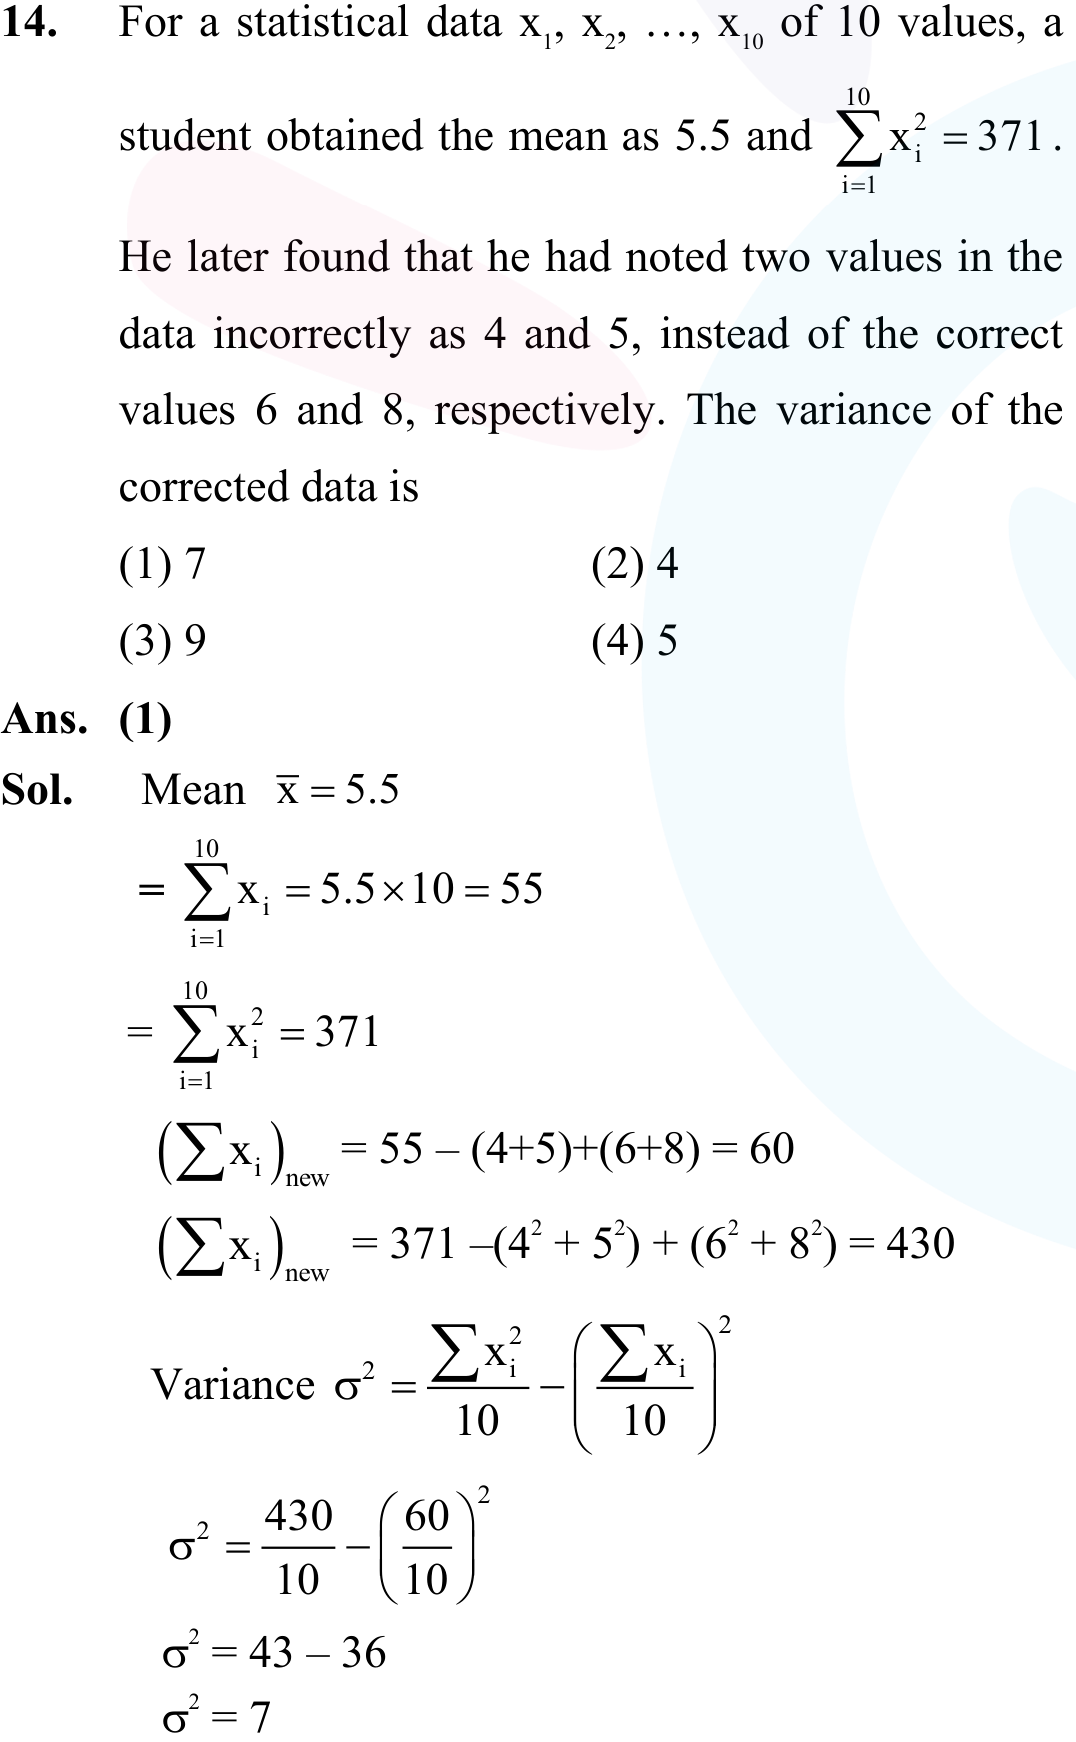 14. For a statistical data x₁, x₂, …, x₁₀ of 10 values, a
student obtained the mean as 5.5 and $\sum_{i=1}^{10} x_i^2 = 371$.
He later found that he had noted two values in the
data incorrectly as 4 and 5, instead of the correct
values 6 and 8, respectively. The variance of the
corrected data is
(1) 7 (2) 4
(3) 9 (4) 5
Ans. (1)
Sol. Mean $\overline{x} = 5.5$
$= \sum_{i=1}^{10} x_i = 5.5 \times 10 = 55$
$= \sum_{i=1}^{10} x_i^2 = 371$
$\left(\sum x_i\right)_{new} = 55 – (4+5)+(6+8) = 60$
$\left(\sum x_i\right)_{new} = 371 –(4^2 + 5^2) + (6^2 + 8^2) = 430$
Variance $\sigma^2 = \frac{\sum x_i^2}{10} - \left(\frac{\sum x_i}{10}\right)^2$
$\sigma^2 = \frac{430}{10} - \left(\frac{60}{10}\right)^2$
$\sigma^2 = 43 – 36$
$\sigma^2 = 7$